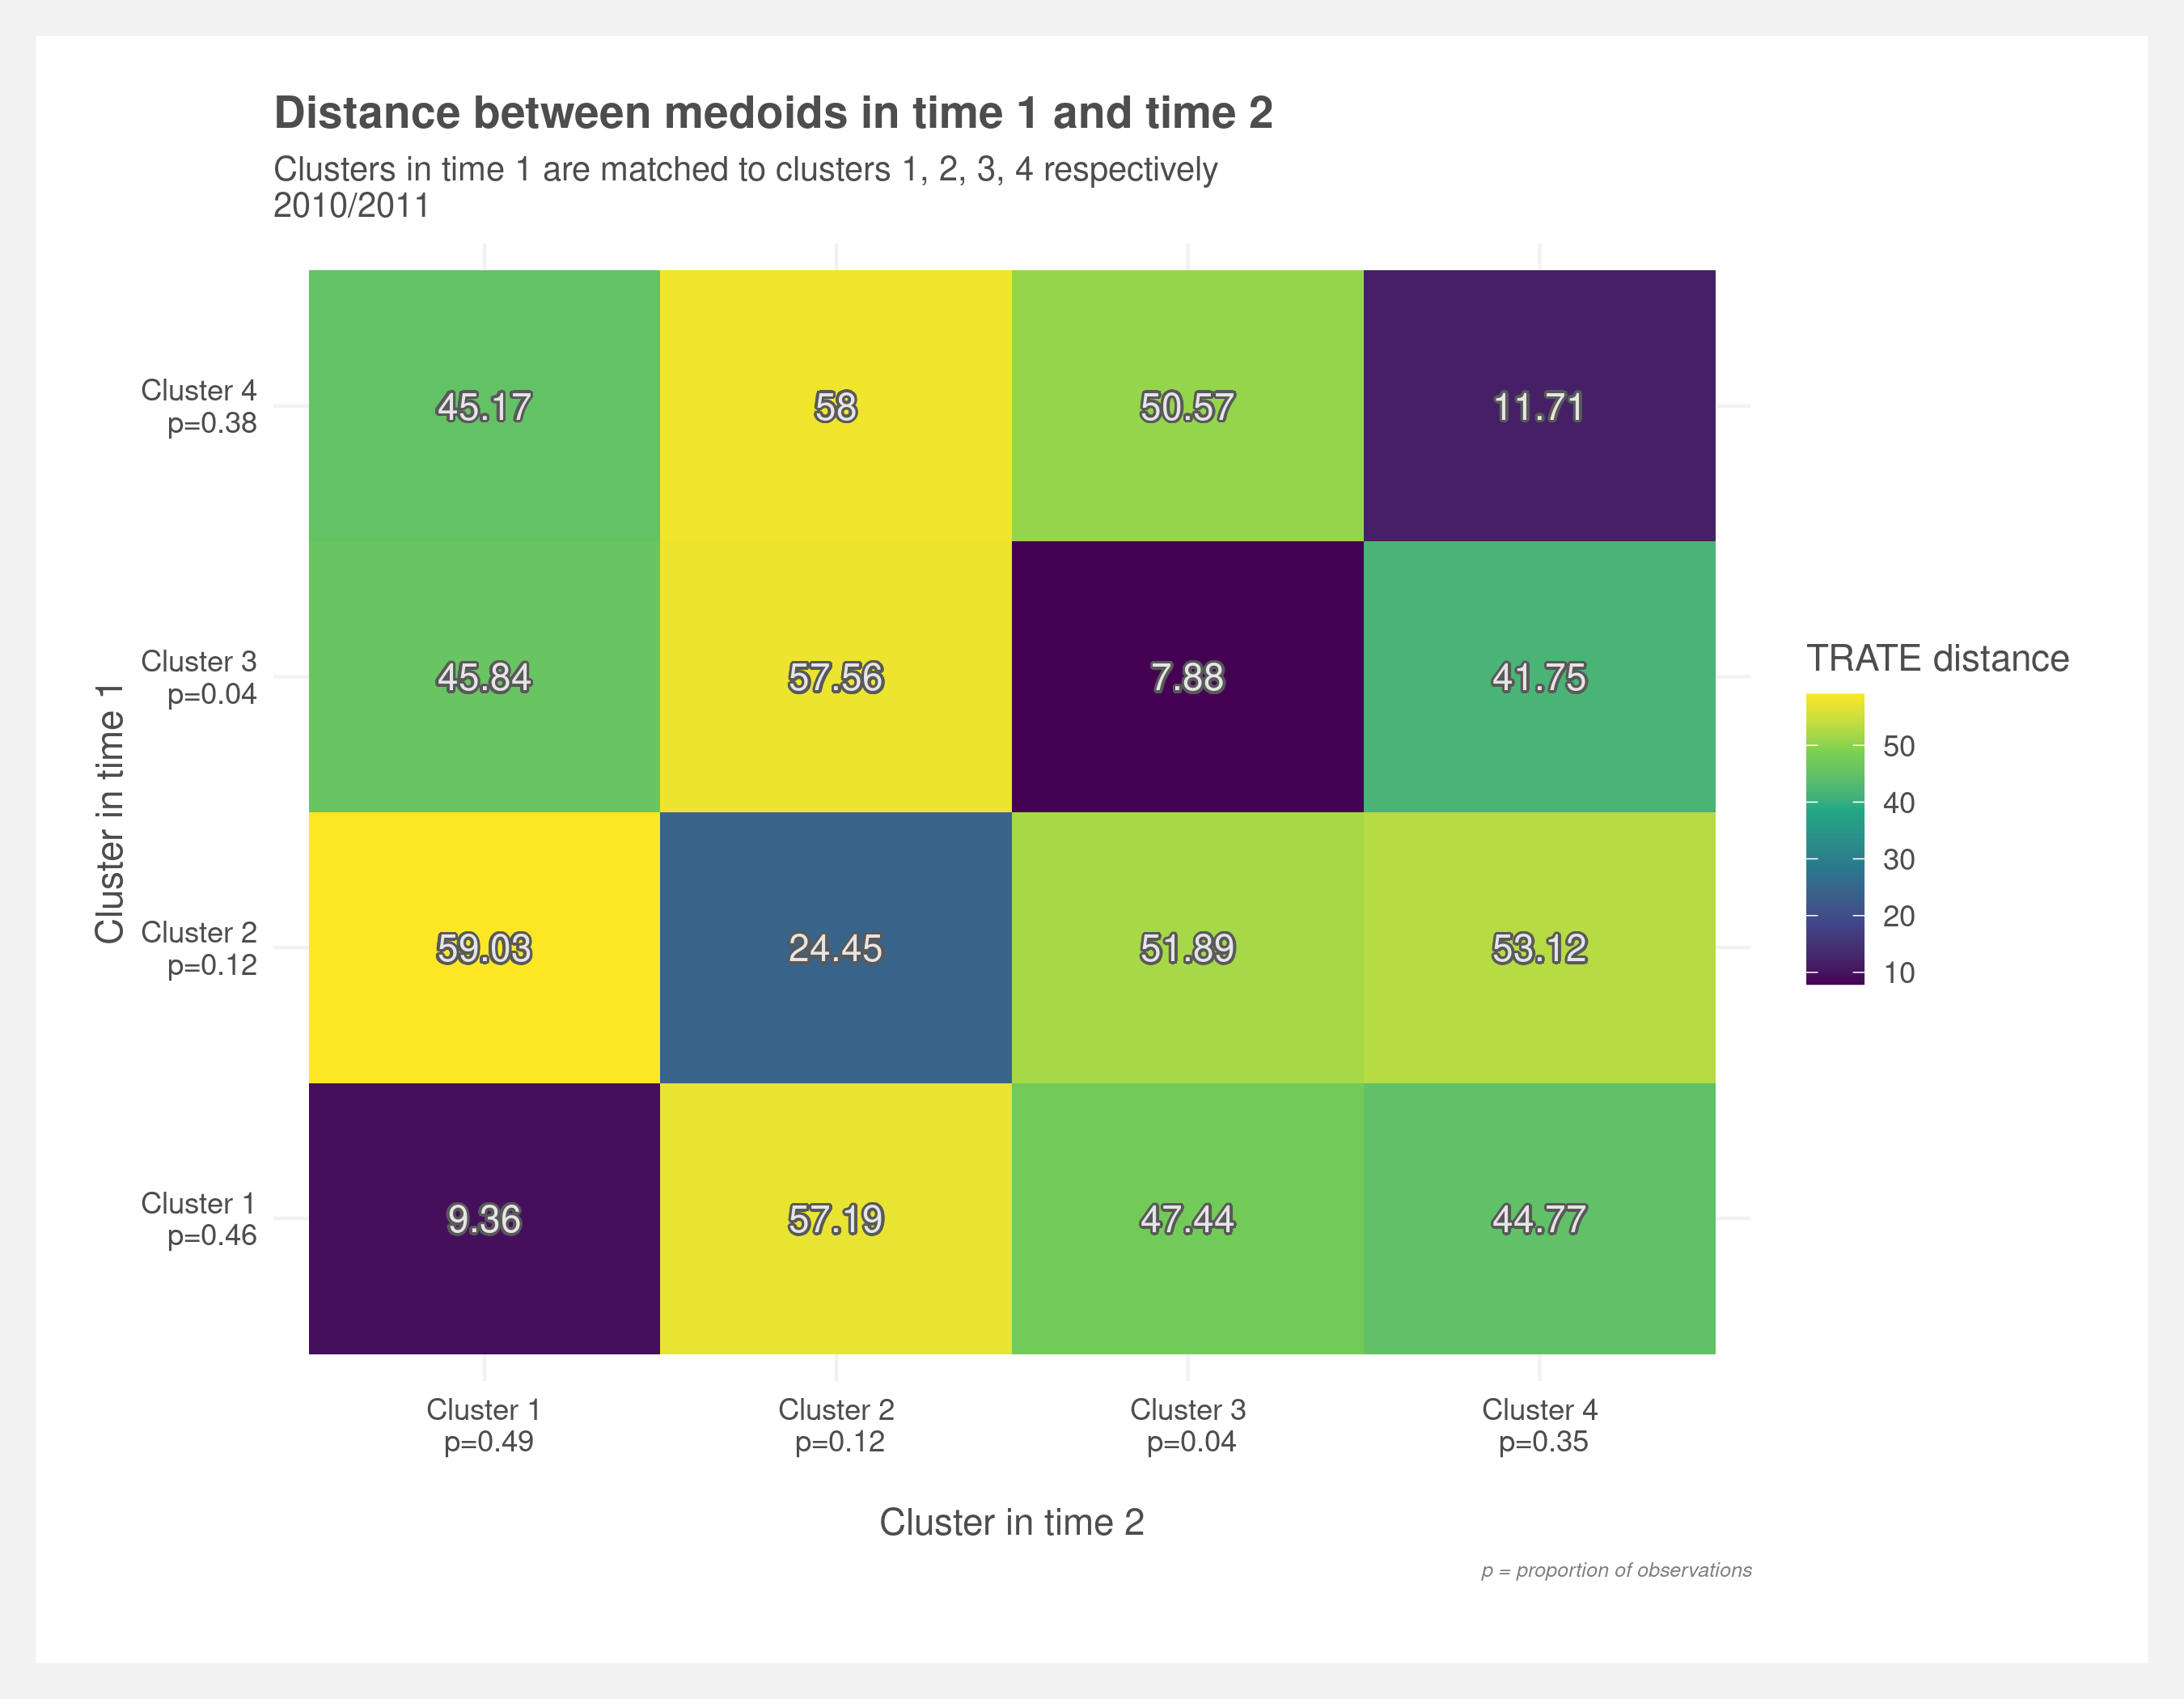 Distance between medoids in time 1 and time 2
Clusters in time 1 are matched to clusters 1, 2, 3, 4 respectively
2010/2011
Cluster in time 1
Cluster 4
p=0.38
45.17 58 50.57 11.71
Cluster 3
p=0.04
45.84 57.56 7.88 41.75
Cluster 2
p=0.12
59.03 24.45 51.89 53.12
Cluster 1
p=0.46
9.36 57.19 47.44 44.77
Cluster 1 Cluster 2 Cluster 3 Cluster 4
p=0.49 p=0.12 p=0.04 p=0.35
Cluster in time 2
p = proportion of observations
TRATE distance
50
40
30
20
10